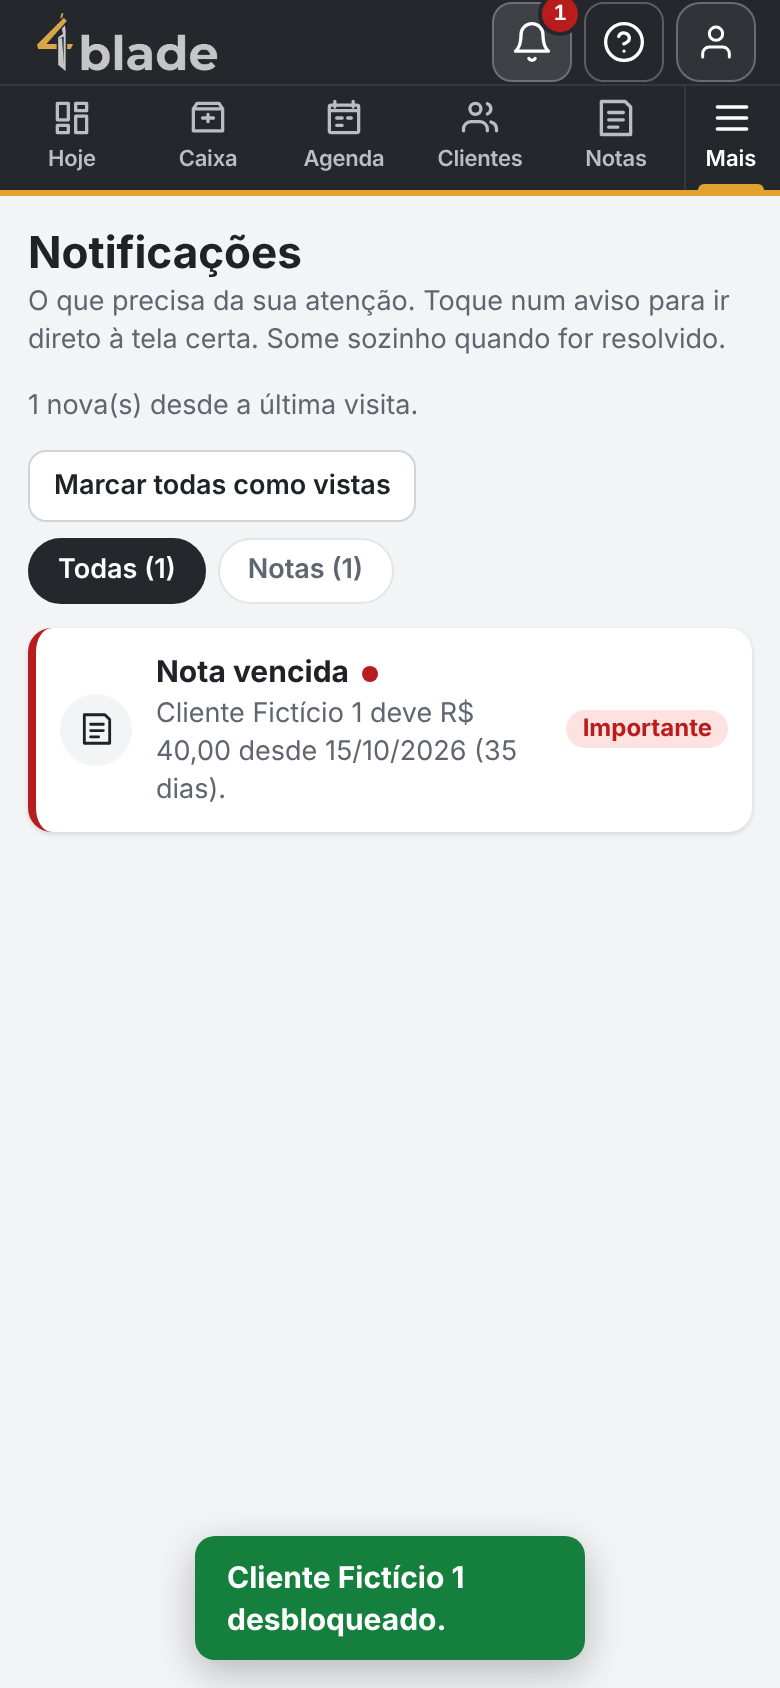 4blade
1
Hoje
Caixa
Agenda
Clientes
Notas
Mais
Notificações
O que precisa da sua atenção. Toque num aviso para ir
direto à tela certa. Some sozinho quando for resolvido.
1 nova(s) desde a última visita.
Marcar todas como vistas
Todas (1)
Notas (1)
Nota vencida
Cliente Fictício 1 deve R$
40,00 desde 15/10/2026 (35
dias).
Importante
Cliente Fictício 1
desbloqueado.